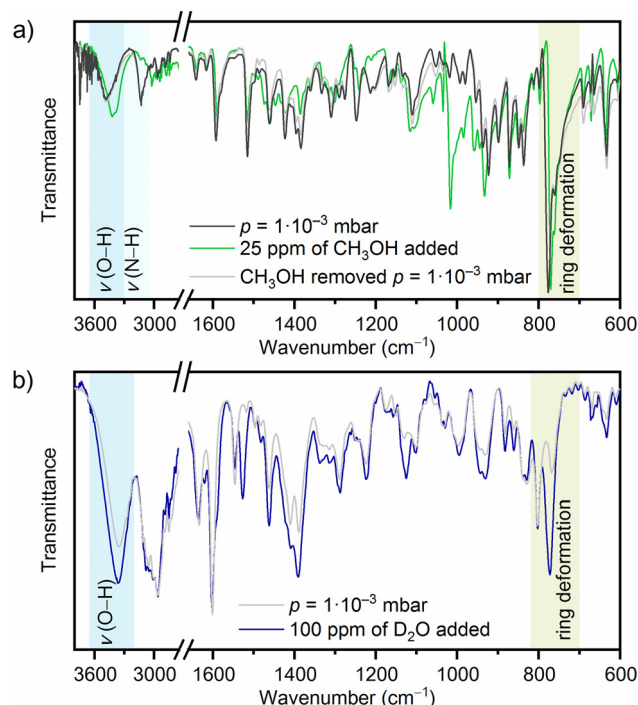 a)
Transmittance
ν(O–H)
ν(N–H)
p = 1·10⁻³ mbar
25 ppm of CH₃OH added
CH₃OH removed p = 1·10⁻³ mbar
ring deformation
3600 3000 1600 1400 1200 1000 800 600
Wavenumber (cm⁻¹)
b)
Transmittance
ν(O–H)
p = 1·10⁻³ mbar
100 ppm of D₂O added
ring deformation
3600 3000 1600 1400 1200 1000 800 600
Wavenumber (cm⁻¹)